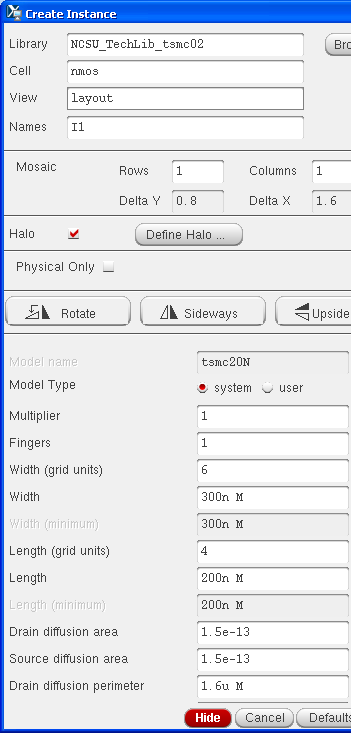 Create Instance
Library NCSU_TechLib_tsmc02 Bro
Cell nmos
View layout
Names I1
Mosaic Rows 1 Columns 1
Delta Y 0.8 Delta X 1.6
Halo Define Halo ...
Physical Only
Rotate Sideways Upside
Model name tsmc20N
Model Type system user
Multiplier 1
Fingers 1
Width (grid units) 6
Width 300n M
Width (minimum) 300n M
Length (grid units) 4
Length 200n M
Length (minimum) 200n M
Drain diffusion area 1.5e-13
Source diffusion area 1.5e-13
Drain diffusion perimeter 1.6u M
Hide Cancel Defaults